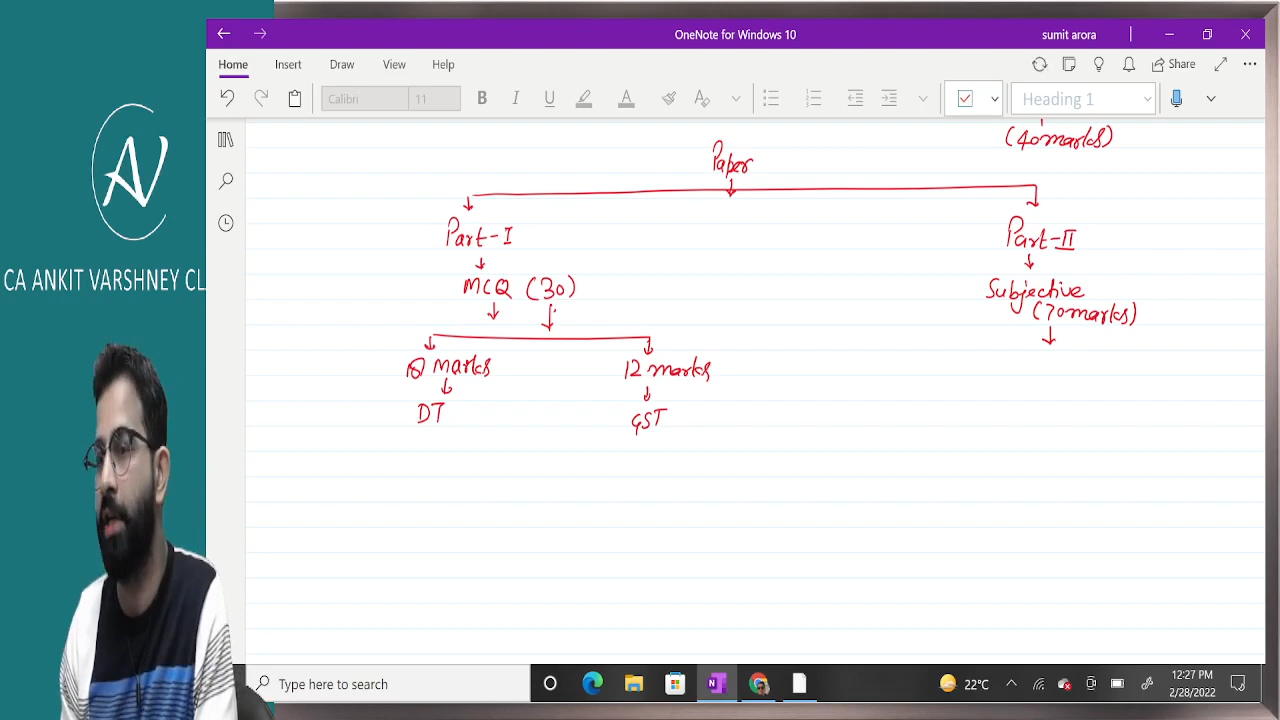 OneNote for Windows 10
sumit arora
Home Insert Draw View Help
Share
Calibri 11 B I U A Heading 1
(40 marks)
Paper
Part-I Part-II
MCQ (30) Subjective
(70 marks)
18 marks 12 marks
DT GST
AV
CA ANKIT VARSHNEY CL
Type here to search
22°C
12:27 PM
2/28/2022